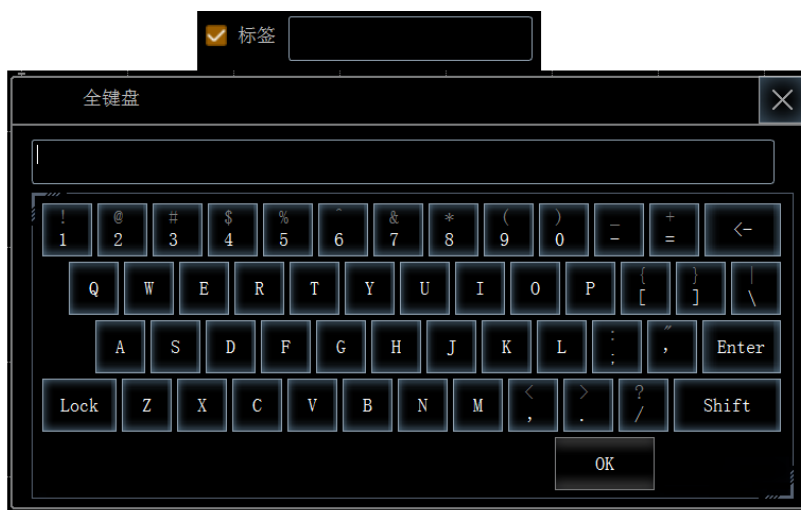 标签
全键盘
! @ # $ % ^ & * ( ) _ +
1 2 3 4 5 6 7 8 9 0 - = <-
{ } |
Q W E R T Y U I O P [ ] \
: "
A S D F G H J K L ; , Enter
< > ?
Lock Z X C V B N M , . / Shift
OK